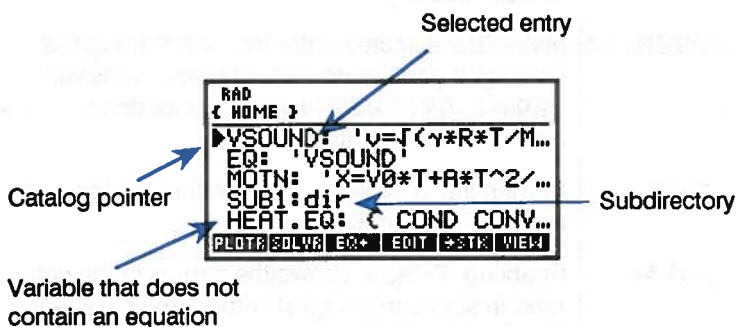 Selected entry
RAD
{ HOME }
VSOUND: 'v=√(γ*R*T/M…
EQ: 'VSOUND'
MOTN: 'X=V0*T+A*T^2/…
SUB1:dir
HEAT.EQ: { COND CONV…
PLOTR SOLVR EQ+ EDIT →STK VIEW
Catalog pointer
Subdirectory
Variable that does not
contain an equation